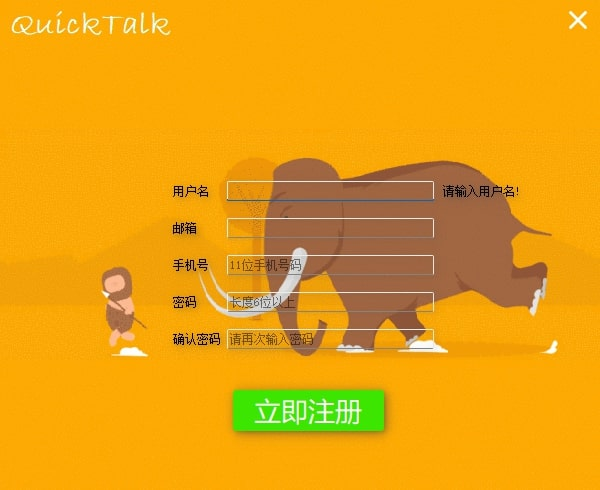 QuickTalk
用户名 请输入用户名!
邮箱
手机号 11位手机号码
密码 长度6位以上
确认密码 请再次输入密码
立即注册